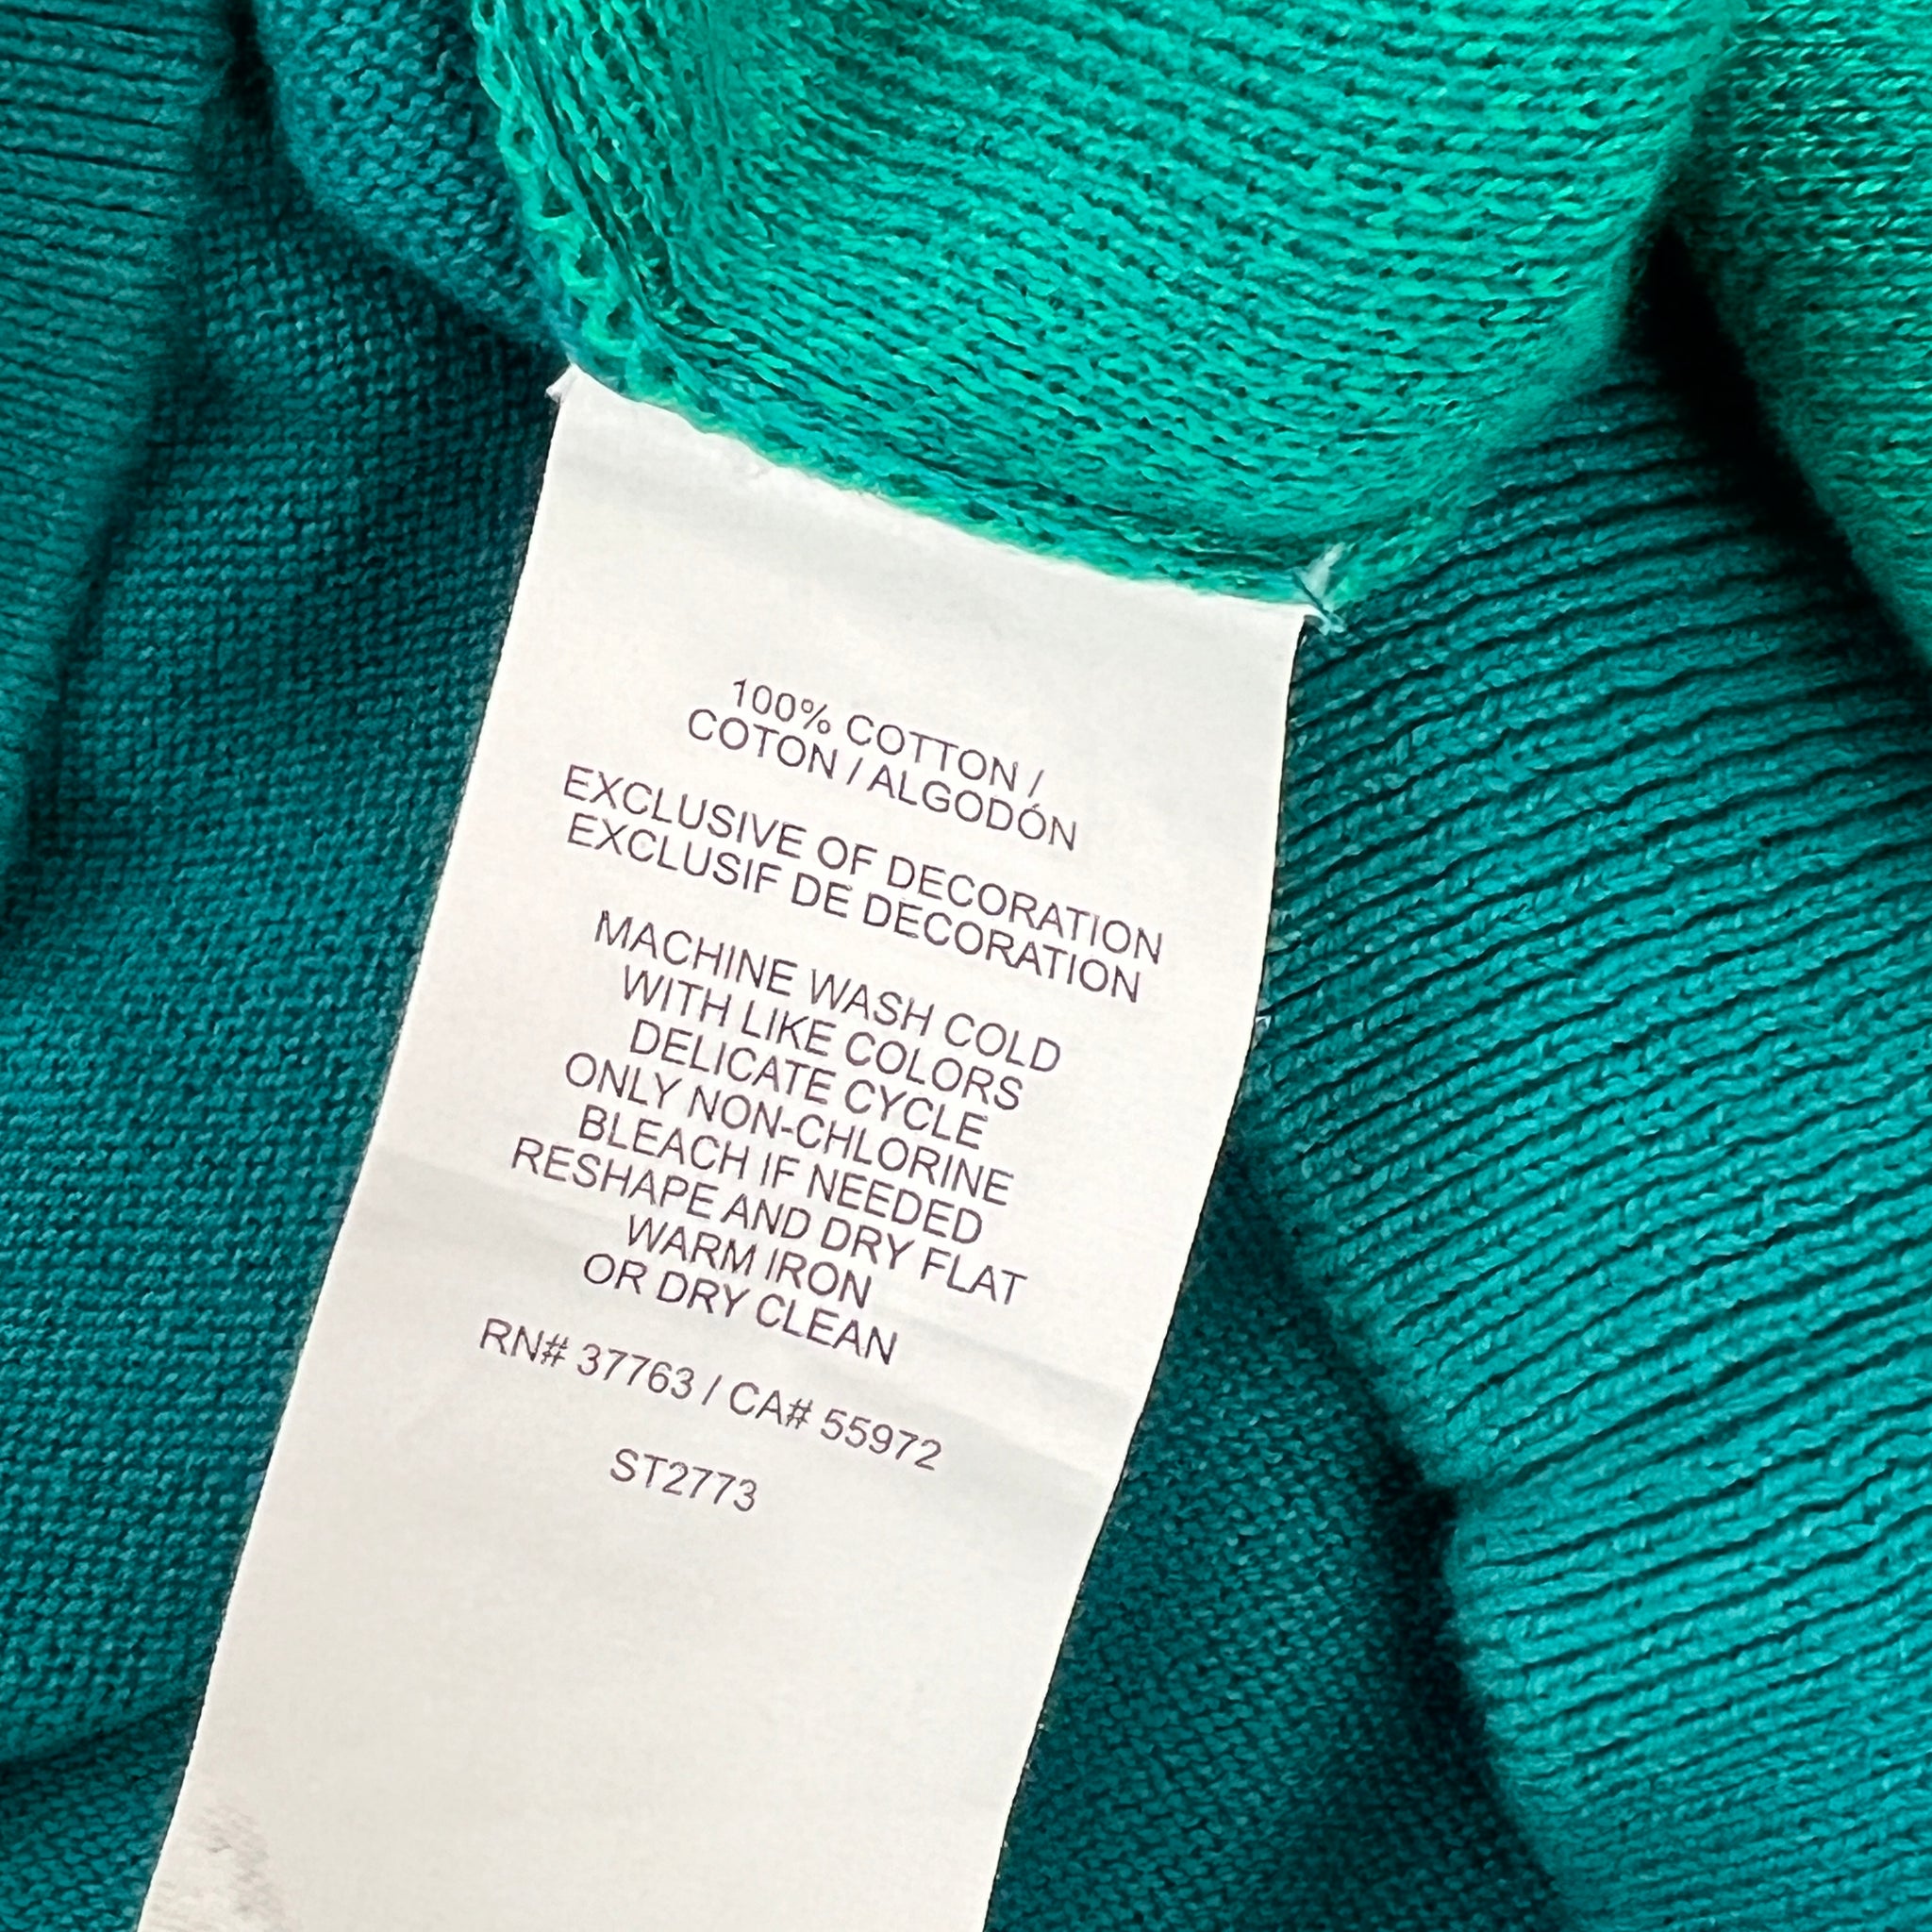 100% COTTON /
COTON / ALGODÓN
EXCLUSIVE OF DECORATION
EXCLUSIF DE DECORATION
MACHINE WASH COLD
WITH LIKE COLORS
DELICATE CYCLE
ONLY NON-CHLORINE
BLEACH IF NEEDED
RESHAPE AND DRY FLAT
WARM IRON
OR DRY CLEAN
RN# 37763 / CA# 55972
ST2773